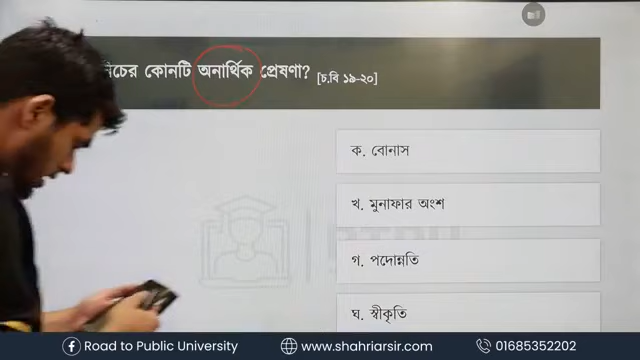 কোনটি অনার্থিক প্রেষণা? [চ.বি ১৯-২০]
ক. বোনাস
খ. মুনাফার অংশ
গ. পদোন্নতি
ঘ. স্বীকৃতি
Road to Public University
www.shahriarsir.com
01685352202